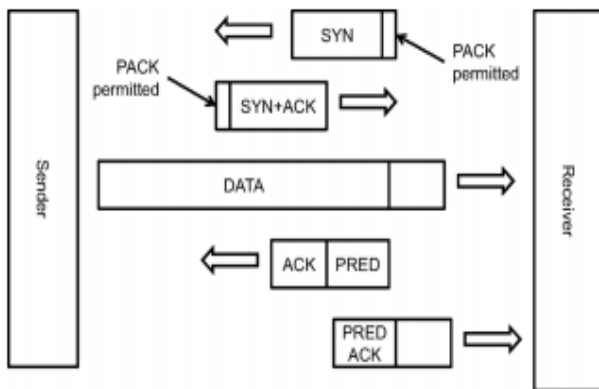 SYN
PACK
permitted
PACK
permitted
SYN+ACK
Sender
DATA
Receiver
ACK PRED
PRED
ACK